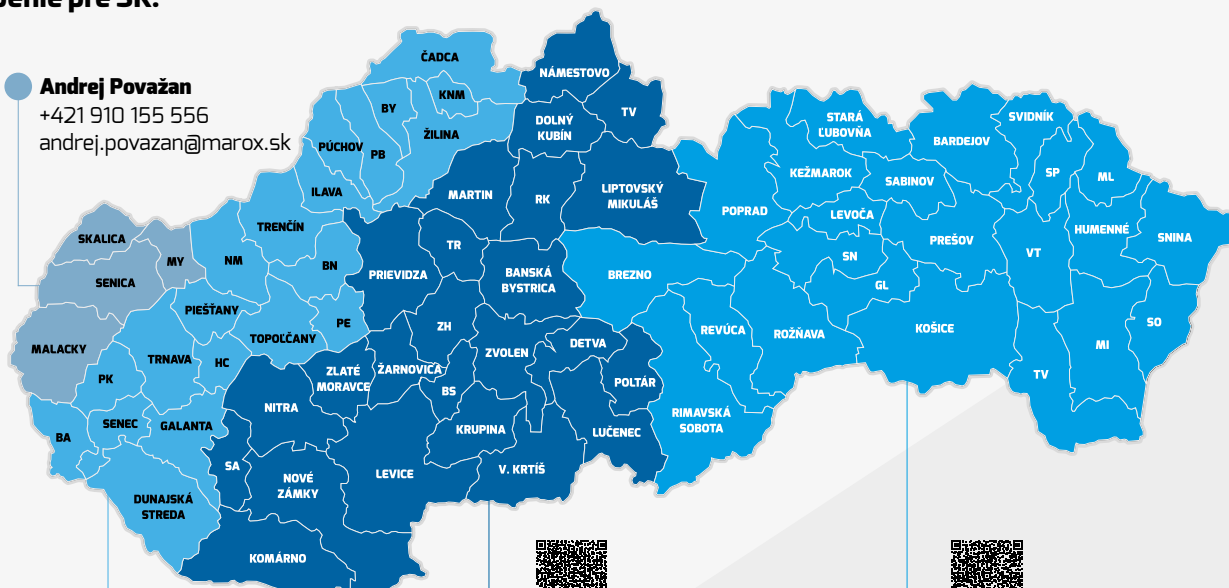 pre SK:
Andrej Považan
+421 910 155 556
andrej.povazan@marox.sk
ČADCA
NÁMESTOVO
KNM
BY
TV
DOLNÝ
KUBÍN
ŽILINA
PÚCHOV
PB
ILAVA
MARTIN
RK
LIPTOVSKÝ
MIKULÁŠ
STARÁ
ĽUBOVŇA
BARDEJOV
SVIDNÍK
KEŽMAROK
SABINOV
SP
ML
POPRAD
LEVOČA
PREŠOV
HUMENNÉ
SNINA
VT
SN
GL
SKALICA
MY
SENICA
NM
TRENČÍN
BN
TR
PRIEVIDZA
BANSKÁ
BYSTRICA
BREZNO
MALACKY
PIEŠŤANY
TOPOĽČANY
PE
ZH
ZVOLEN
DETVA
REVÚCA
ROŽŇAVA
KOŠICE
SO
MI
TV
TRNAVA
HC
PK
ZLATÉ
MORAVCE
ŽARNOVICA
BS
POLTÁR
BA
SENEC
GALANTA
NITRA
KRUPINA
LUČENEC
RIMAVSKÁ
SOBOTA
SA
NOVÉ
ZÁMKY
LEVICE
V. KRTÍŠ
DUNAJSKÁ
STREDA
KOMÁRNO